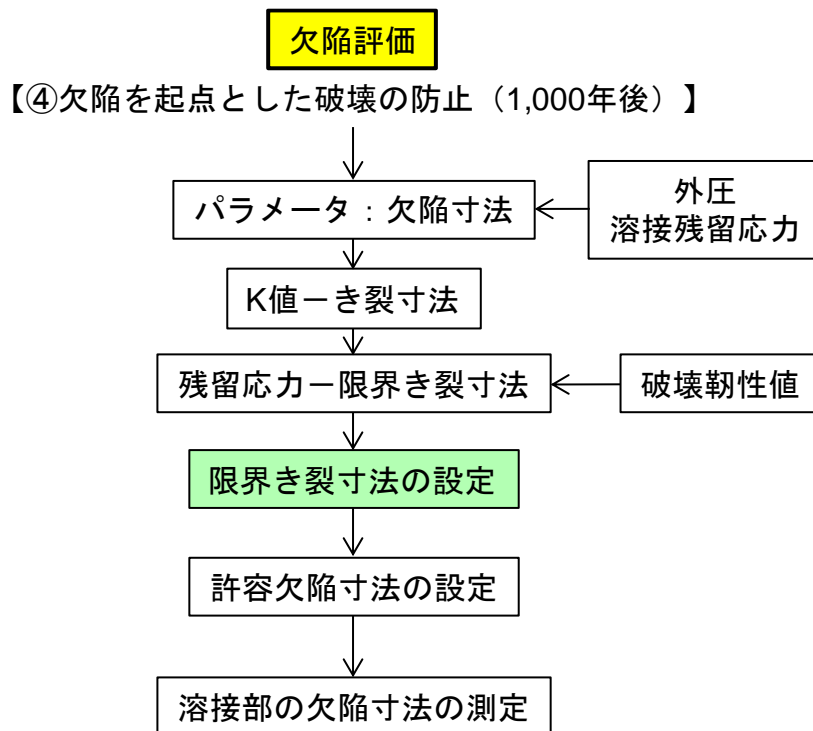 欠陥評価
【④欠陥を起点とした破壊の防止（1,000年後）】
パラメータ：欠陥寸法
外圧
溶接残留応力
K値－き裂寸法
残留応力－限界き裂寸法
破壊靭性値
限界き裂寸法の設定
許容欠陥寸法の設定
溶接部の欠陥寸法の測定